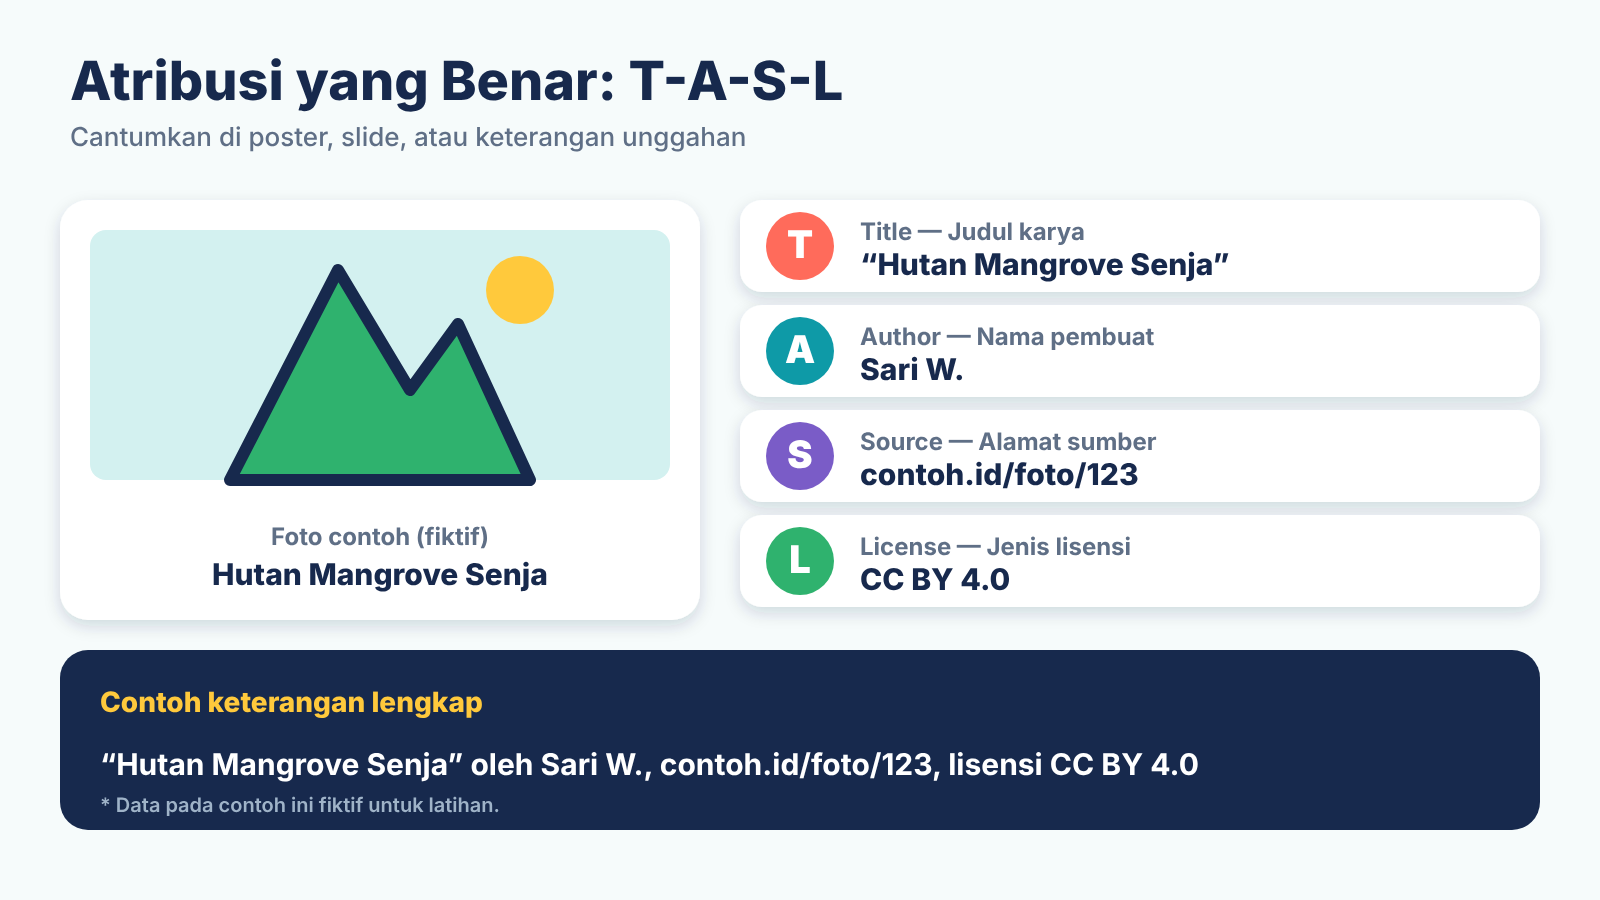 Atribusi yang Benar: T-A-S-L
Cantumkan di poster, slide, atau keterangan unggahan
Foto contoh (fiktif)
Hutan Mangrove Senja
T
Title — Judul karya
“Hutan Mangrove Senja”
A
Author — Nama pembuat
Sari W.
S
Source — Alamat sumber
contoh.id/foto/123
L
License — Jenis lisensi
CC BY 4.0
Contoh keterangan lengkap
“Hutan Mangrove Senja” oleh Sari W., contoh.id/foto/123, lisensi CC BY 4.0
* Data pada contoh ini fiktif untuk latihan.